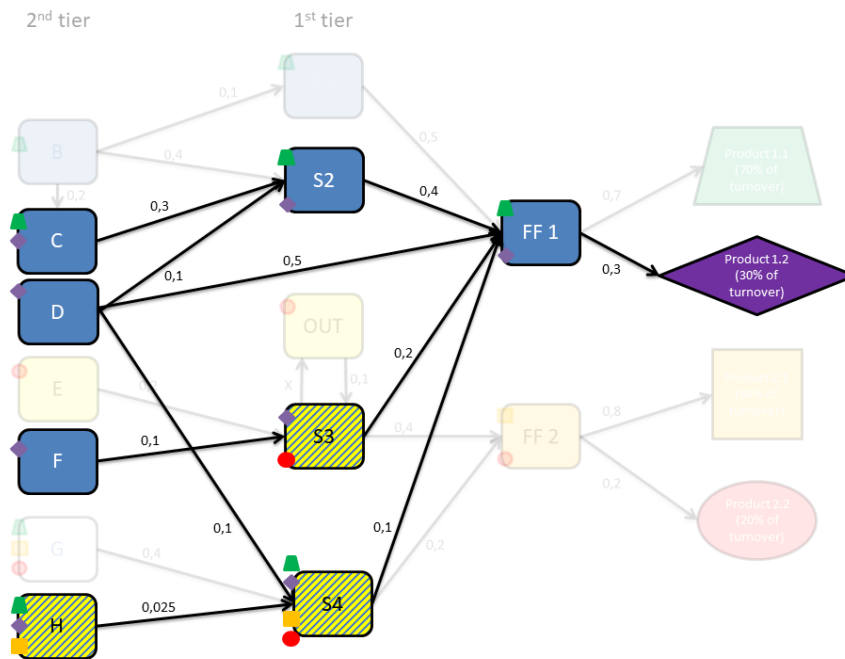 2nd tier
1st tier
0,1
B
0,4
0,5
0,2
Product 1.1
(70% of
turnover)
0,7
S2
0,4
0,3
C
FF 1
0,1
0,5
0,3
Product 1.2
(30% of
turnover)
D
OUT
0,2
X
0,1
E
S3
0,4
FF 2
0,8
0,1
F
0,2
Product 2.2
(20% of
turnover)
0,1
0,1
0,2
G
0,4
0,025
S4
H